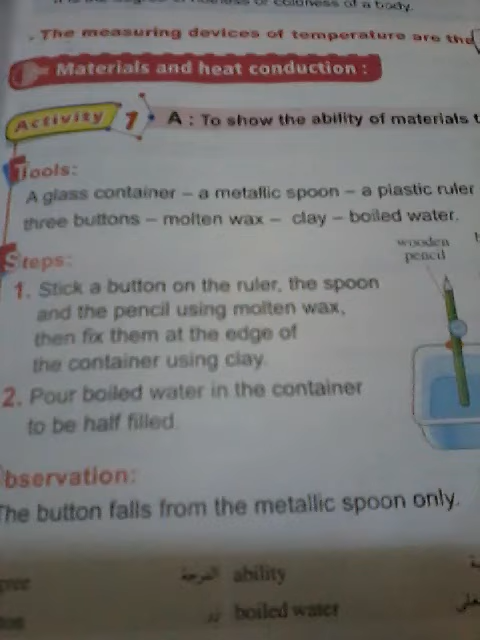 of a body.
. The measuring devices of temperature are the
Materials and heat conduction :
Activity 1 A : To show the ability of materials t
Tools:
A glass container – a metallic spoon – a plastic ruler
three buttons – molten wax – clay – boiled water.
wooden
pencil
Steps:
1. Stick a button on the ruler, the spoon
and the pencil using molten wax,
then fix them at the edge of
the container using clay.
2. Pour boiled water in the container
to be half filled.
bservation:
The button falls from the metallic spoon only.
ability
boiled water